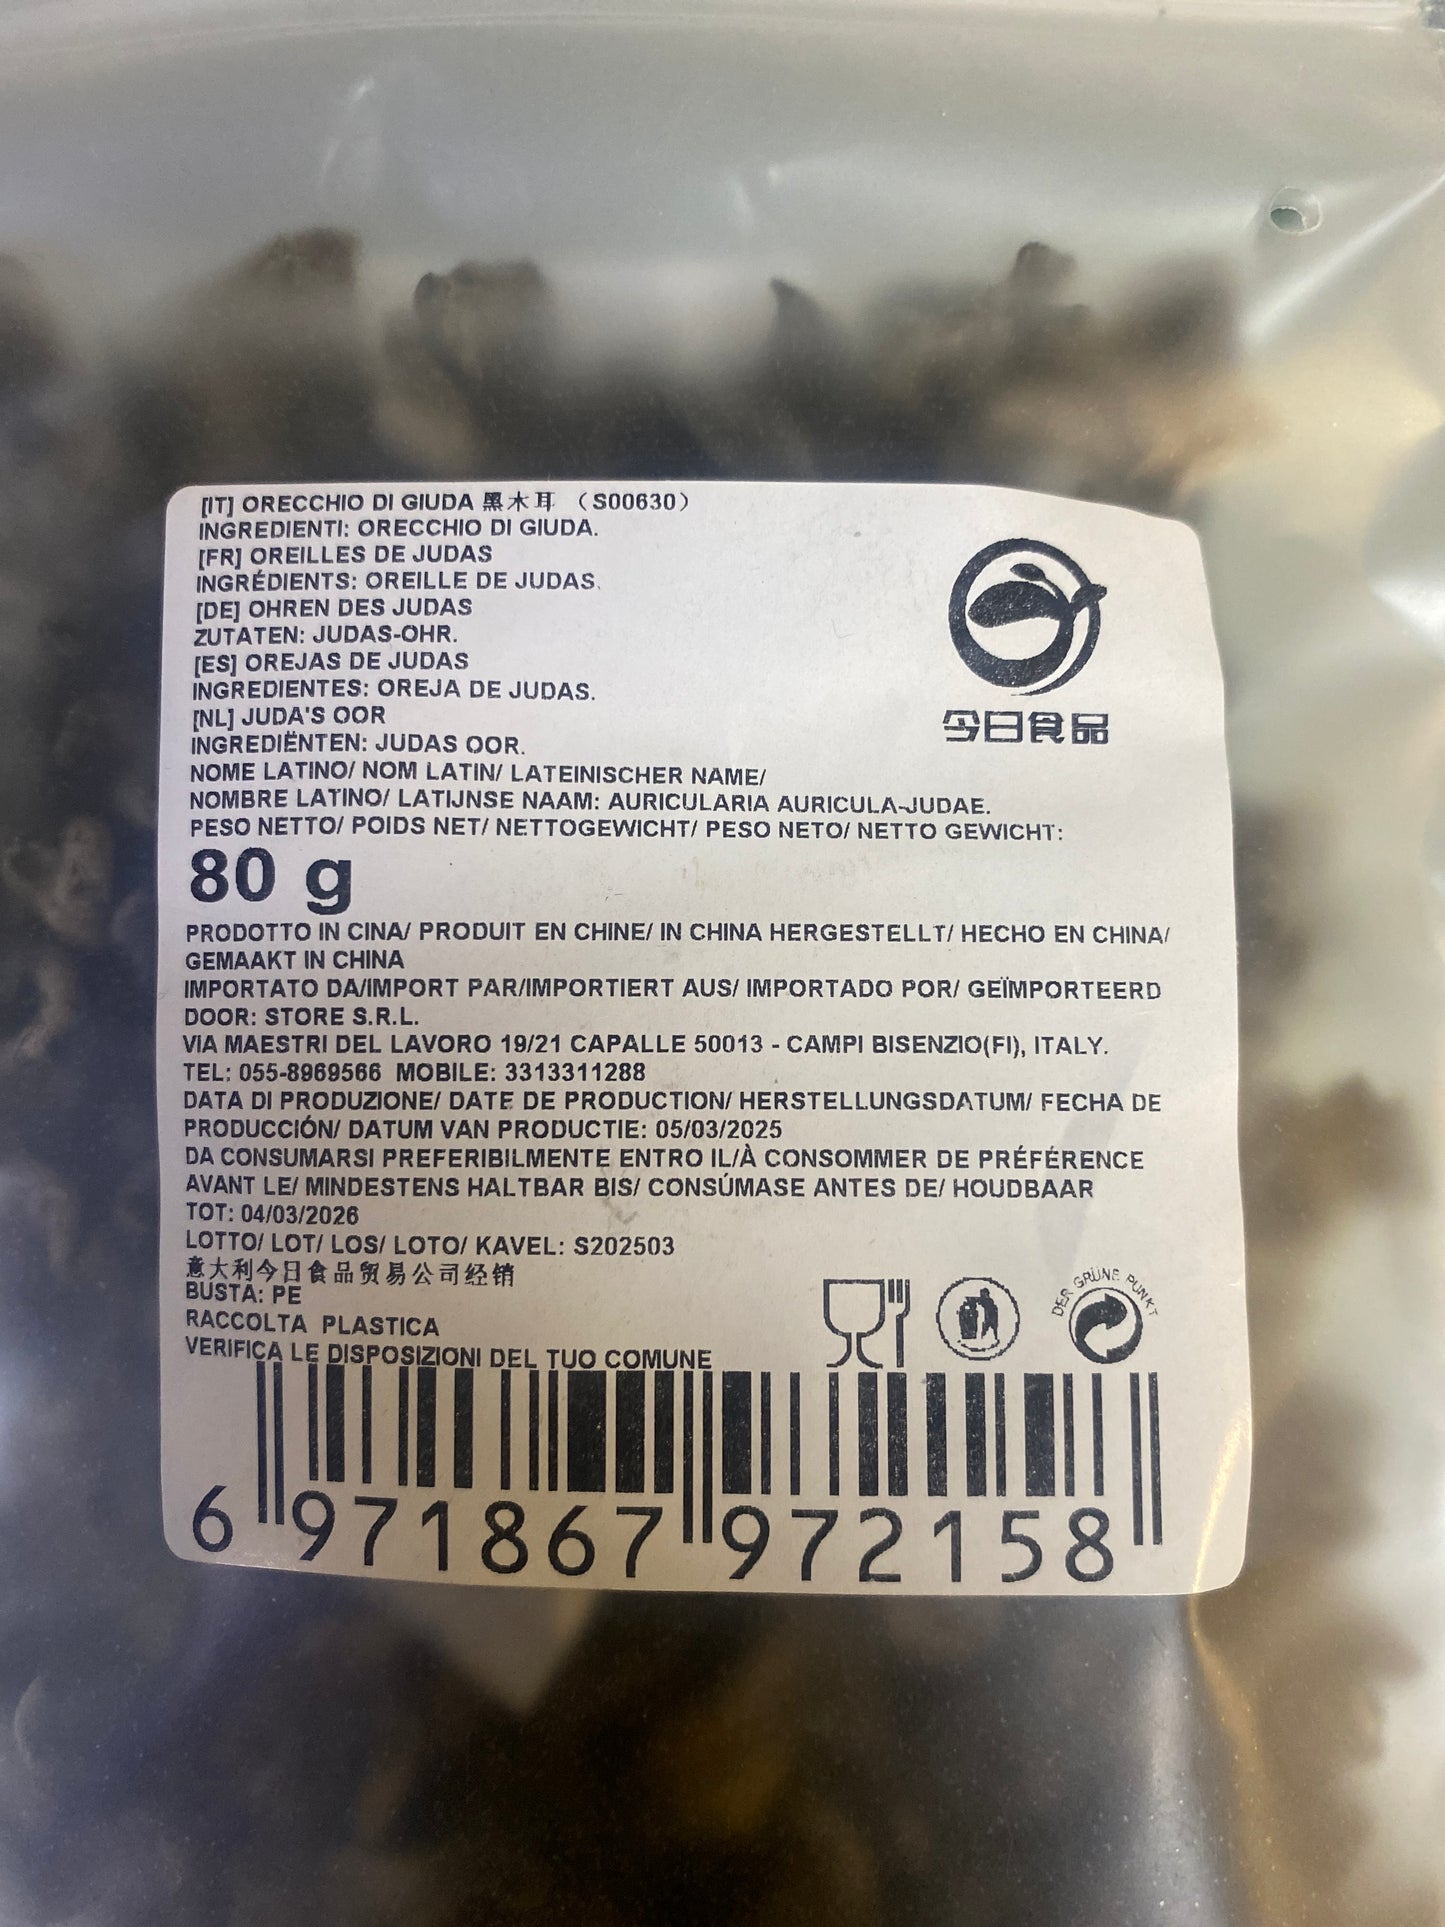 [IT] ORECCHIO DI GIUDA 黑木耳 (S00630)
INGREDIENTI: ORECCHIO DI GIUDA.
[FR] OREILLES DE JUDAS
INGRÉDIENTS: OREILLE DE JUDAS.
[DE] OHREN DES JUDAS
ZUTATEN: JUDAS-OHR.
[ES] OREJAS DE JUDAS
INGREDIENTES: OREJA DE JUDAS.
[NL] JUDA'S OOR
INGREDIËNTEN: JUDAS OOR.
NOME LATINO/ NOM LATIN/ LATEINISCHER NAME/
NOMBRE LATINO/ LATIJNSE NAAM: AURICULARIA AURICULA-JUDAE.
PESO NETTO/ POIDS NET/ NETTOGEWICHT/ PESO NETO/ NETTO GEWICHT:
80 g
今日食品
PRODOTTO IN CINA/ PRODUIT EN CHINE/ IN CHINA HERGESTELLT/ HECHO EN CHINA/
GEMAAKT IN CHINA
IMPORTATO DA/IMPORT PAR/IMPORTIERT AUS/ IMPORTADO POR/ GEÏMPORTEERD
DOOR: STORE S.R.L.
VIA MAESTRI DEL LAVORO 19/21 CAPALLE 50013 - CAMPI BISENZIO(FI), ITALY.
TEL: 055-8969566 MOBILE: 3313311288
DATA DI PRODUZIONE/ DATE DE PRODUCTION/ HERSTELLUNGSDATUM/ FECHA DE
PRODUCCIÓN/ DATUM VAN PRODUCTIE: 05/03/2025
DA CONSUMARSI PREFERIBILMENTE ENTRO IL/À CONSOMMER DE PRÉFÉRENCE
AVANT LE/ MINDESTENS HALTBAR BIS/ CONSÚMASE ANTES DE/ HOUDBAAR
TOT: 04/03/2026
LOTTO/ LOT/ LOS/ LOTO/ KAVEL: S202503
意大利今日食品贸易公司经销
BUSTA: PE
RACCOLTA PLASTICA
VERIFICA LE DISPOSIZIONI DEL TUO COMUNE
DER GRÜNE PUNKT
6 971867 972158